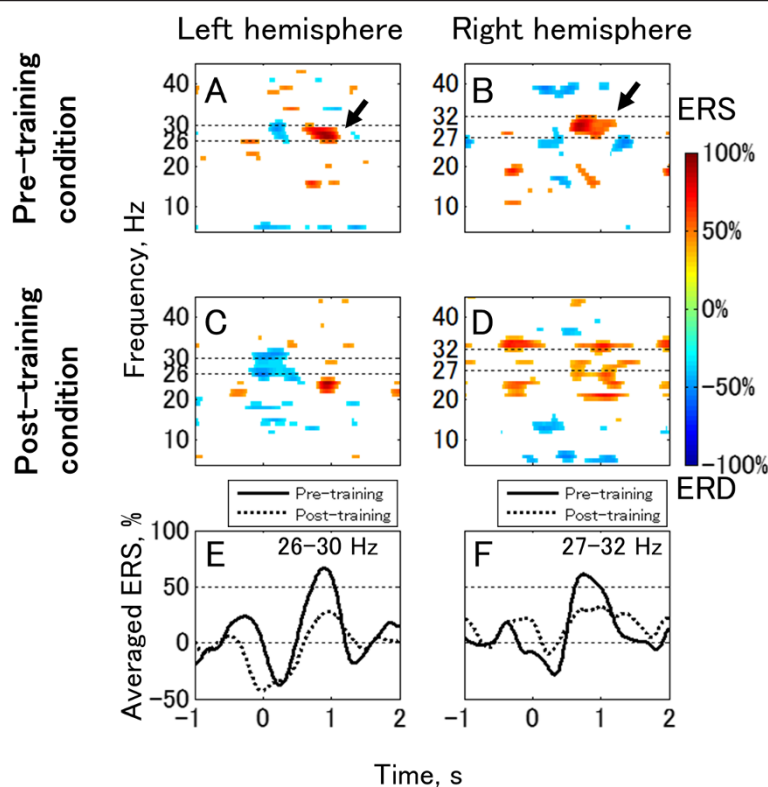 Left hemisphere
Right hemisphere
Pre-training
condition
Post-training
condition
Frequency, Hz
A
40
30
26
20
10
B
40
32
27
20
10
ERS
100%
50%
0%
-50%
-100%
ERD
C
40
30
26
20
10
D
40
32
27
20
10
Pre-training
Post-training
Pre-training
Post-training
Averaged ERS, %
E
26-30 Hz
100
50
0
-50
-1
0
1
2
F
27-32 Hz
-1
0
1
2
Time, s